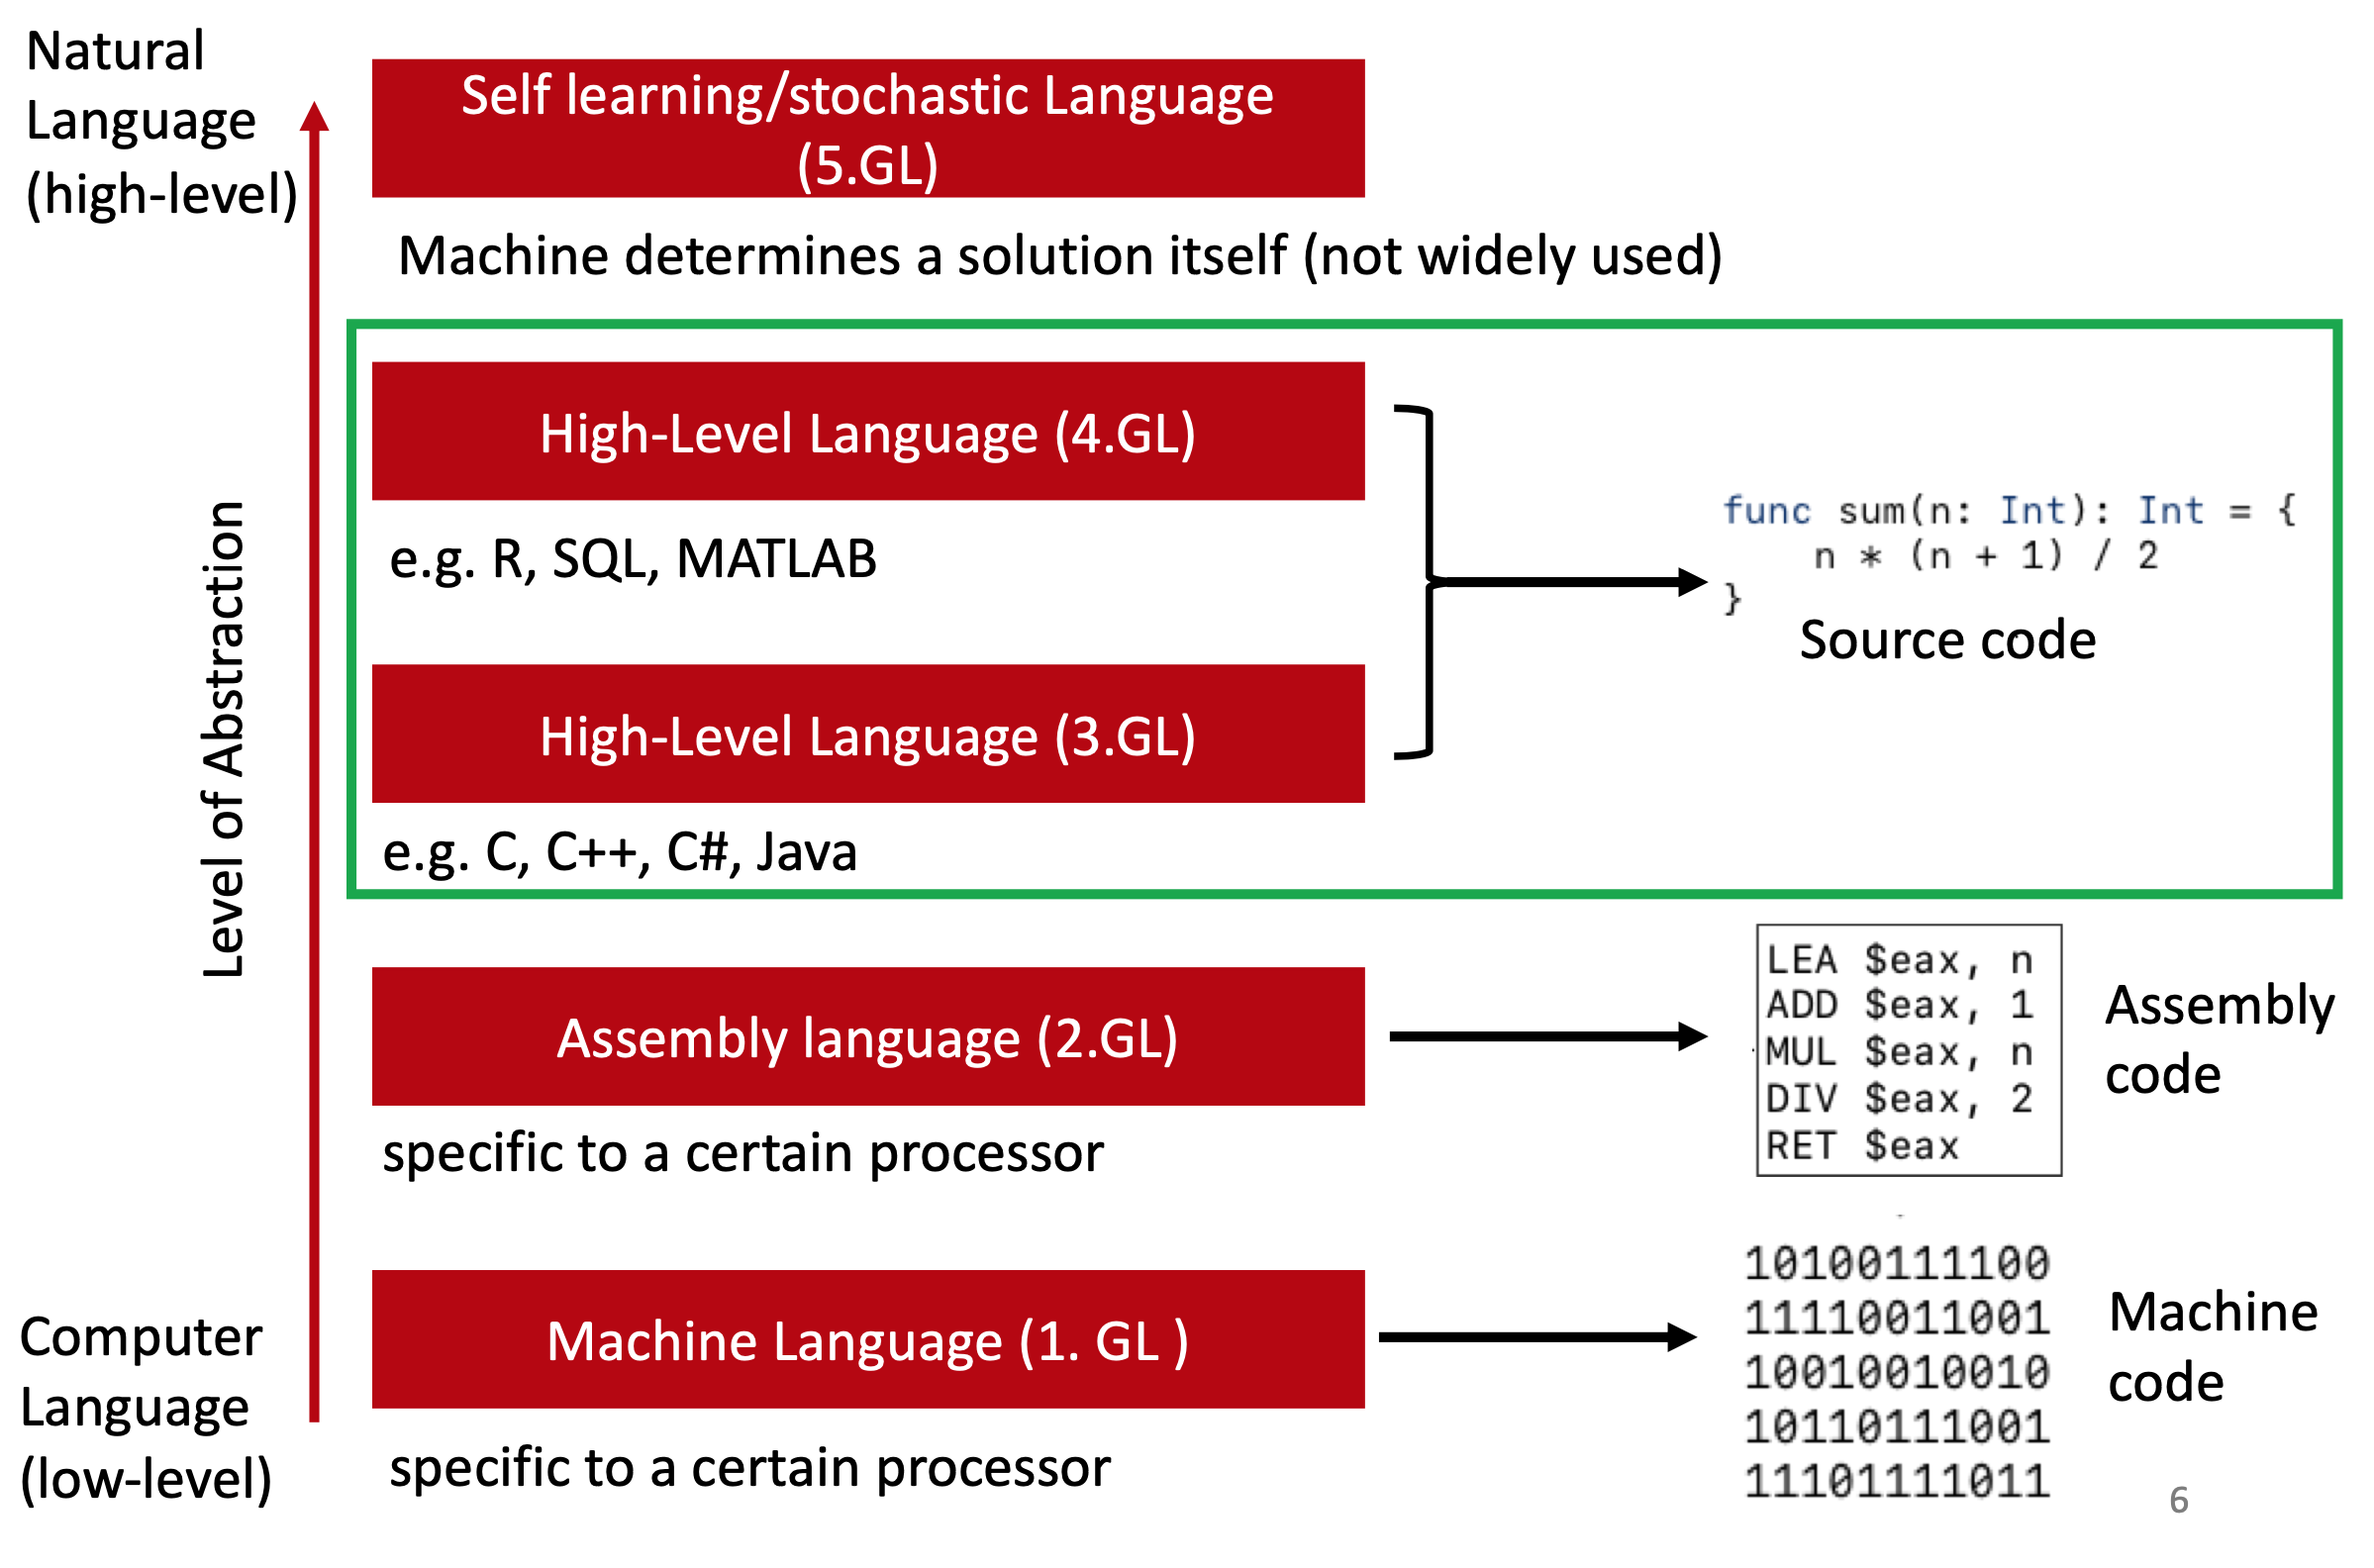 Natural
Language
(high-level)
Self learning/stochastic Language
(5.GL)
Machine determines a solution itself (not widely used)
Level of Abstraction
High-Level Language (4.GL)
e.g. R, SQL, MATLAB
High-Level Language (3.GL)
e.g. C, C++, C#, Java
func sum(n: Int): Int = {
n * (n + 1) / 2
}
Source code
Assembly language (2.GL)
specific to a certain processor
LEA $eax, n
ADD $eax, 1
MUL $eax, n
DIV $eax, 2
RET $eax
Assembly
code
Computer
Language
(low-level)
Machine Language (1. GL )
specific to a certain processor
10100111100
11110011001
10010010010
10110111001
11101111011
Machine
code
6